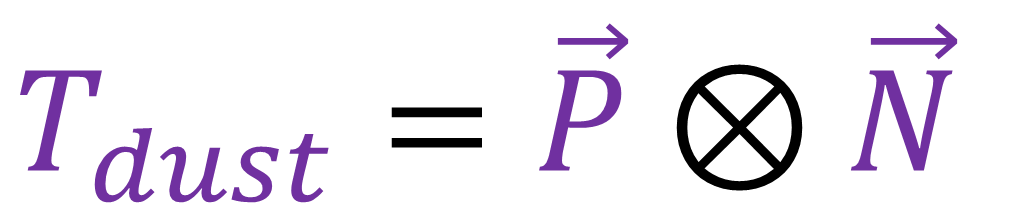 T_dust = P⃗ ⊗ N⃗